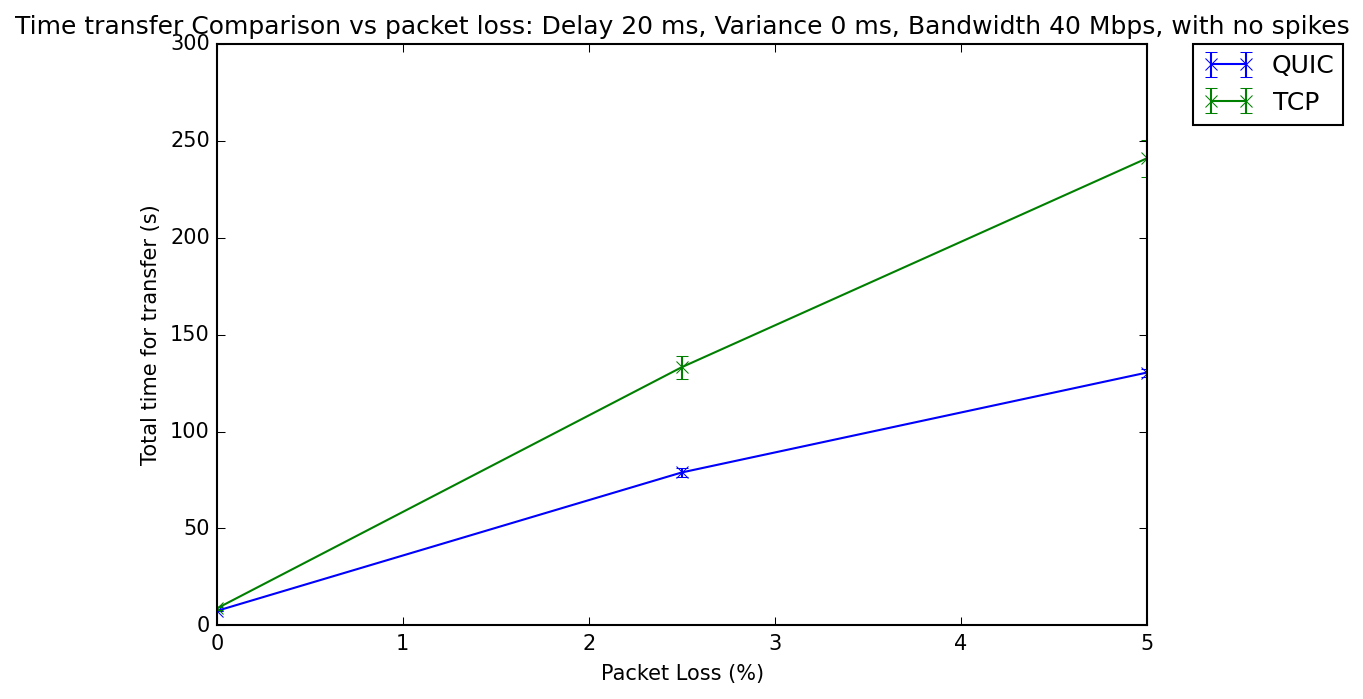 Time transfer Comparison vs packet loss: Delay 20 ms, Variance 0 ms, Bandwidth 40 Mbps, with no spikes
QUIC
TCP
Total time for transfer (s)
300
250
200
150
100
50
0
0 1 2 3 4 5
Packet Loss (%)